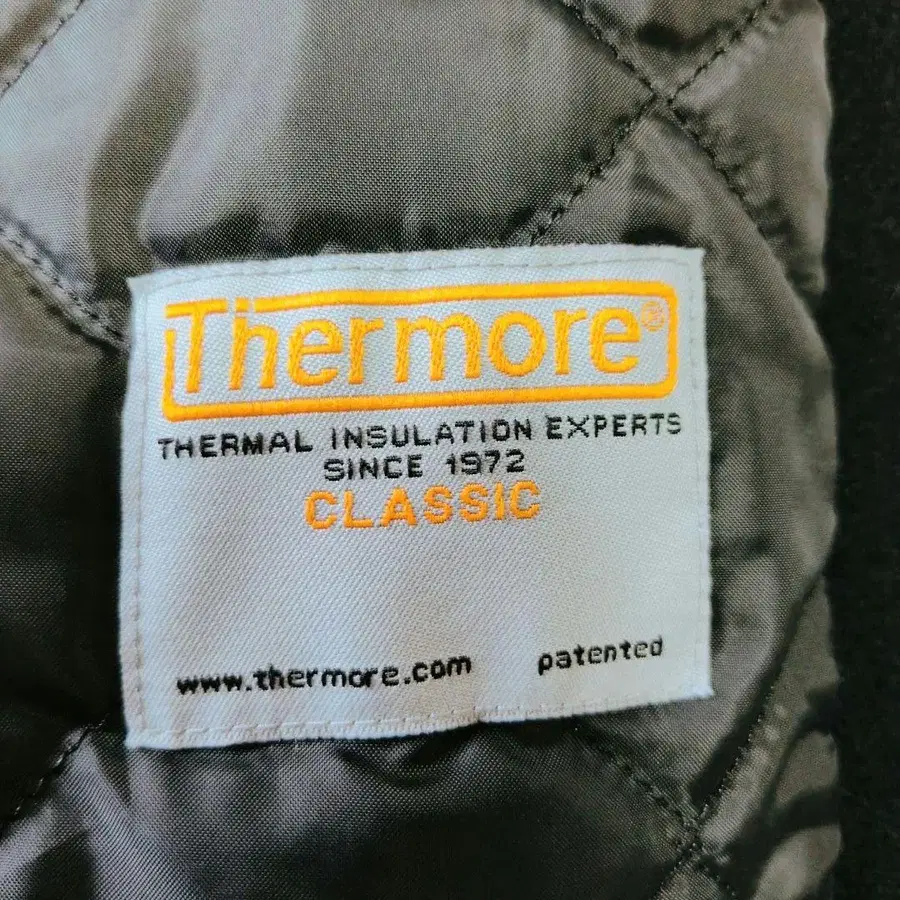 Thermore®
THERMAL INSULATION EXPERTS
SINCE 1972
CLASSIC
www.thermore.com patented